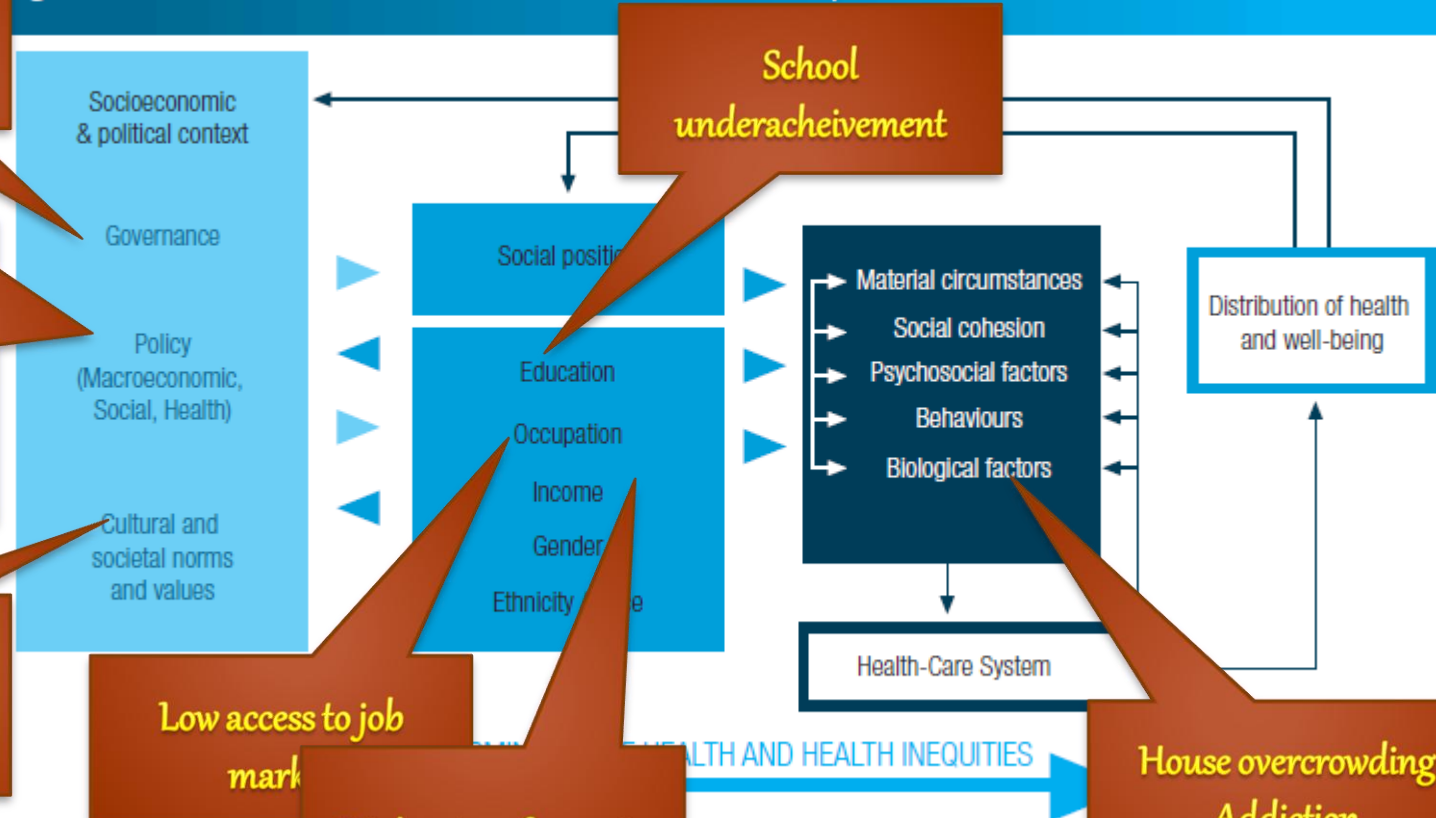 Socioeconomic
& political context
Governance
Policy
(Macroeconomic,
Social, Health)
Cultural and
societal norms
and values
School
underacheivement
Social
Education
Occupation
Income
Gender
Ethnicity
Material circumstances
Social cohesion
Psychosocial factors
Behaviours
Biological factors
Distribution of health
and well-being
Health-Care System
Low access to job
HEALTH AND HEALTH INEQUITIES
House overcrowding
Addiction